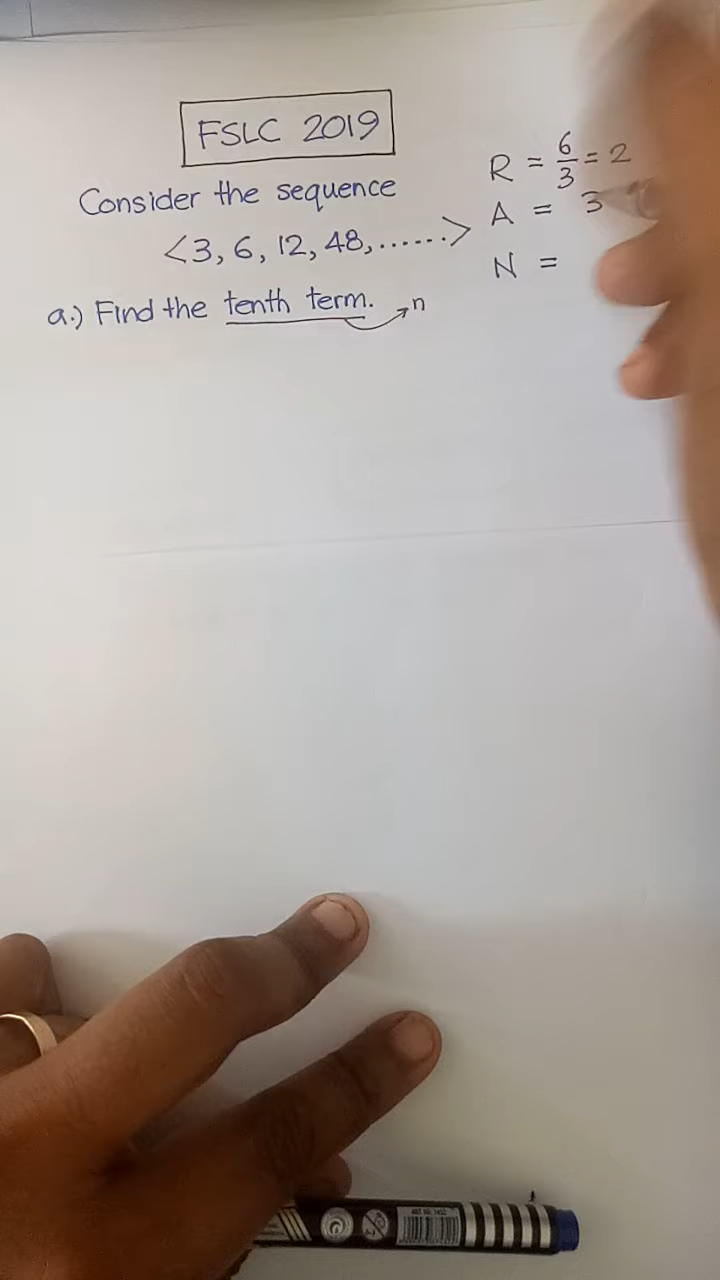 FSLC 2019
Consider the sequence
<3, 6, 12, 48, ......>
a.) Find the tenth term. → n
R = 6/3 = 2
A = 3
N =